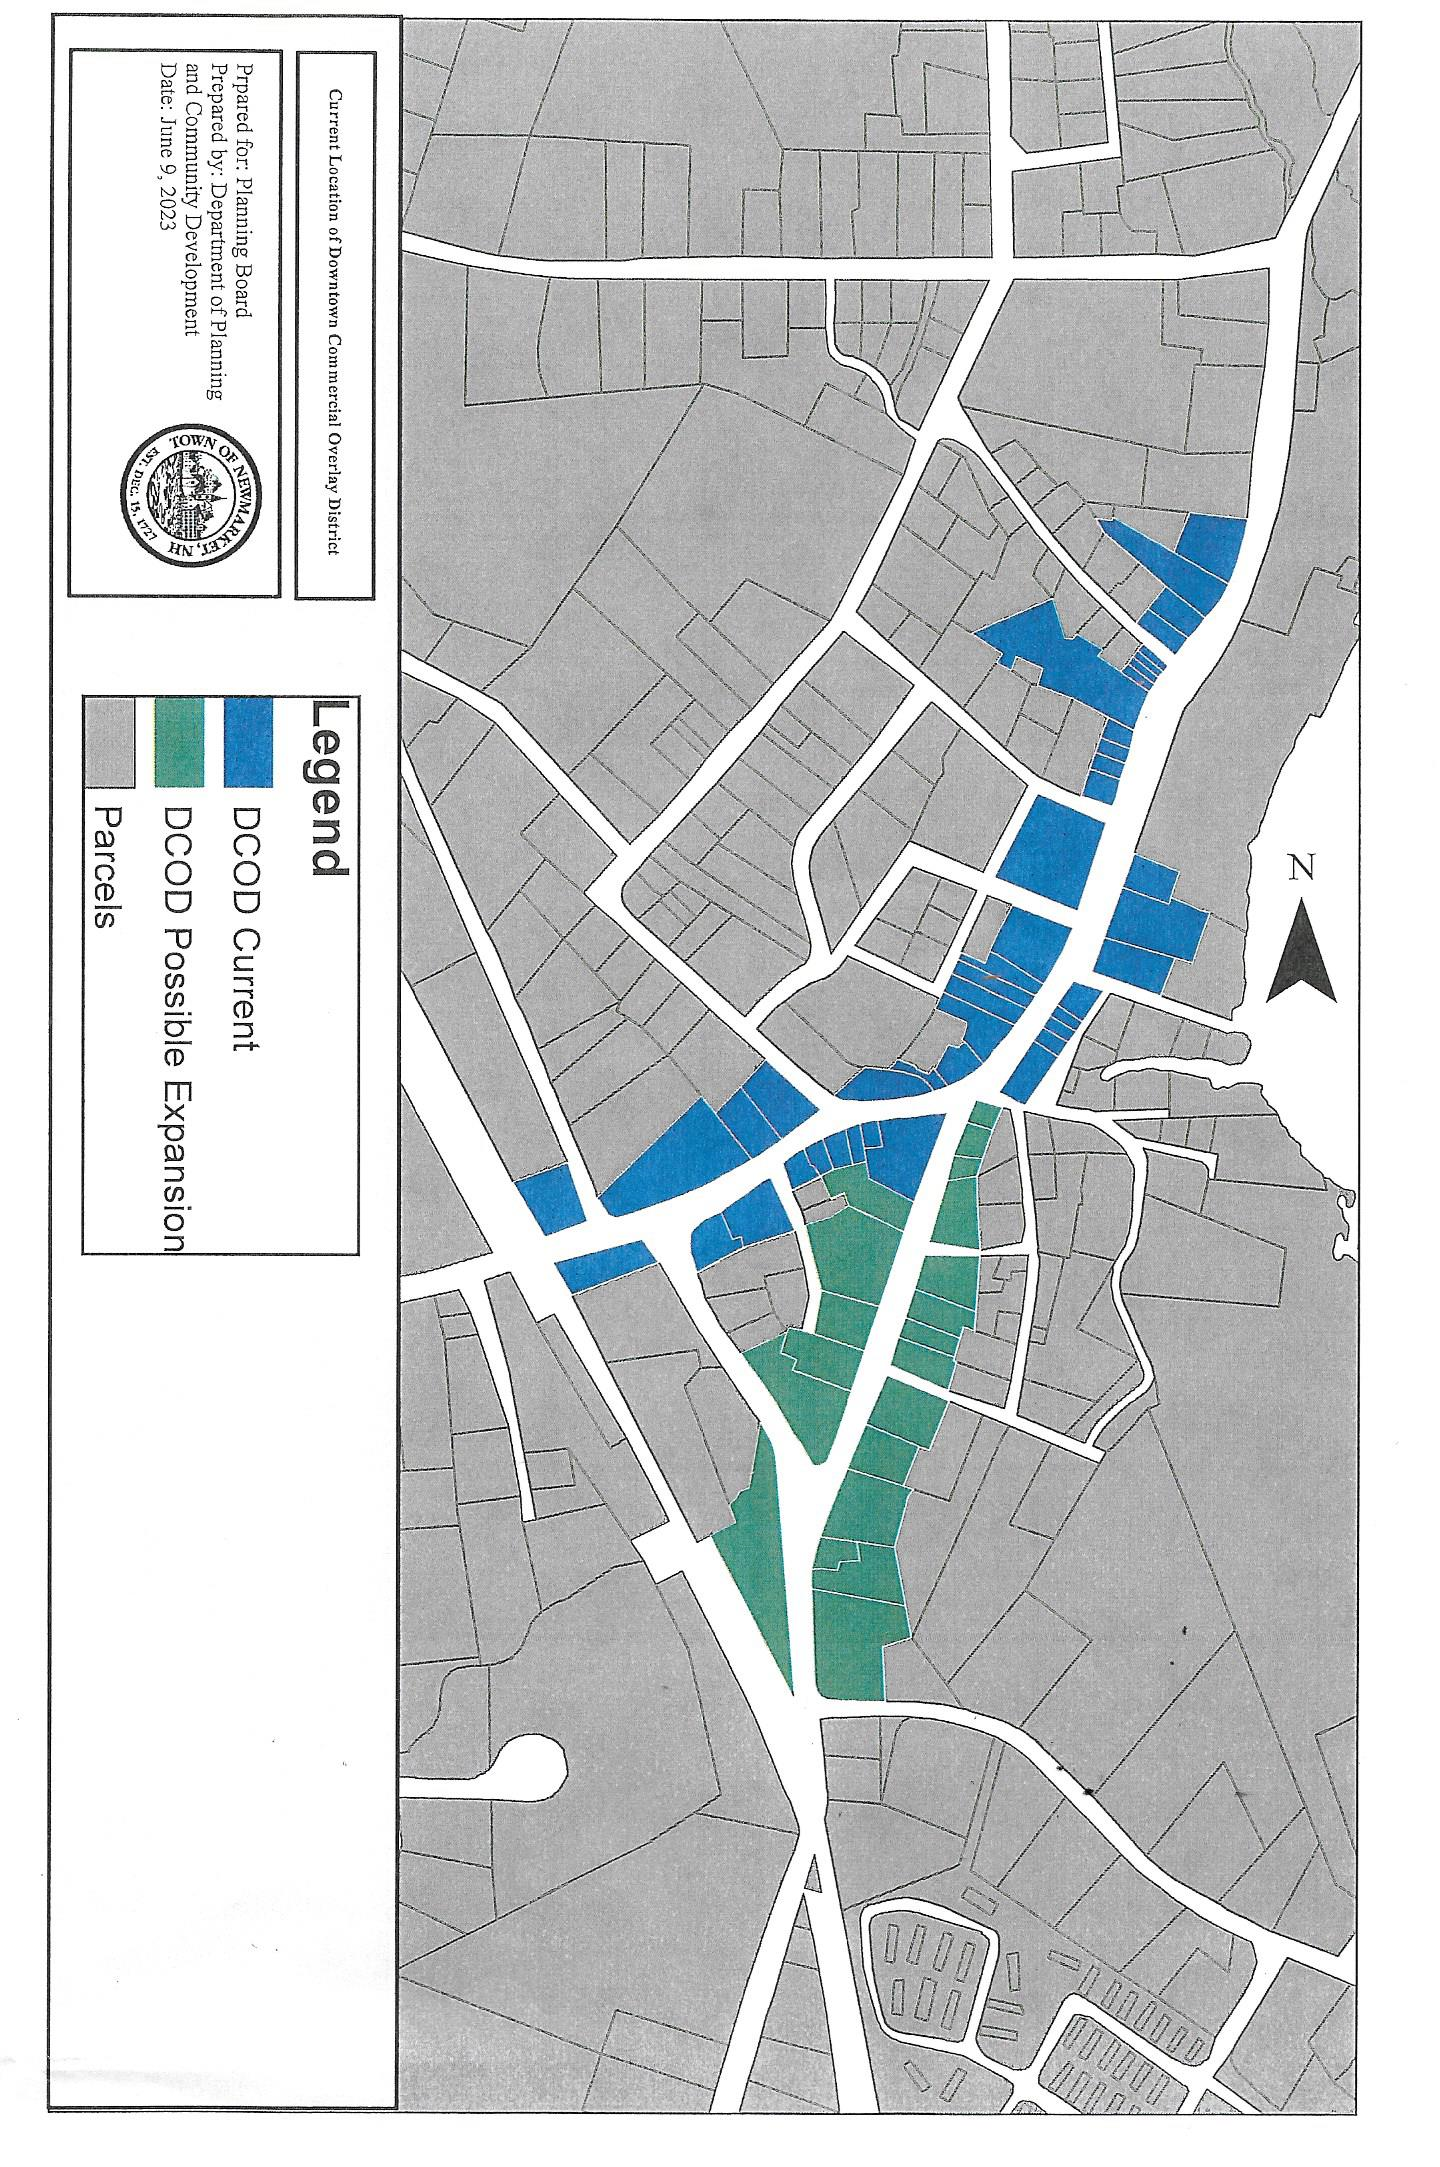 Current Location of Downtown Commercial Overlay District
Prpared for: Planning Board
Prepared by: Department of Planning
and Community Development
Date: June 9, 2023
TOWN OF NEWMARKET, NH
EST. DEC. 15, 1727
Legend
DCOD Current
DCOD Possible Expansion
Parcels
N